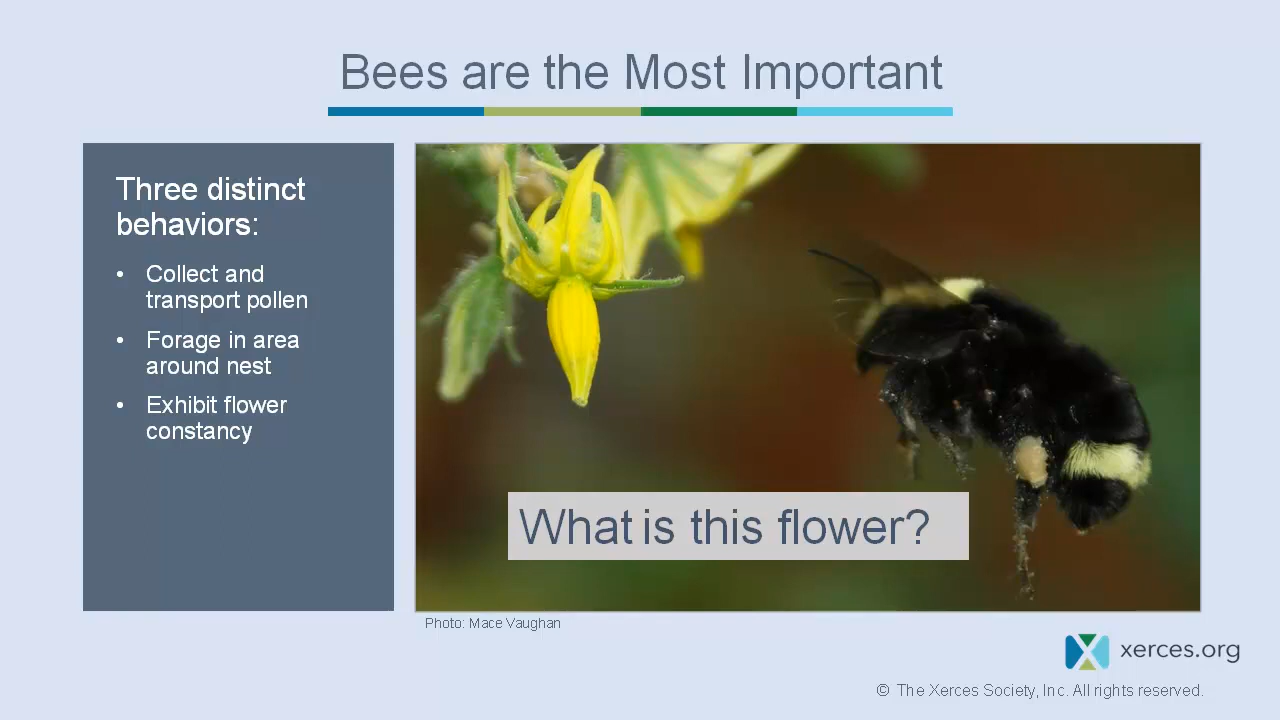 Bees are the Most Important
Three distinct
behaviors:
• Collect and
transport pollen
• Forage in area
around nest
• Exhibit flower
constancy
What is this flower?
Photo: Mace Vaughan
xerces.org
© The Xerces Society, Inc. All rights reserved.